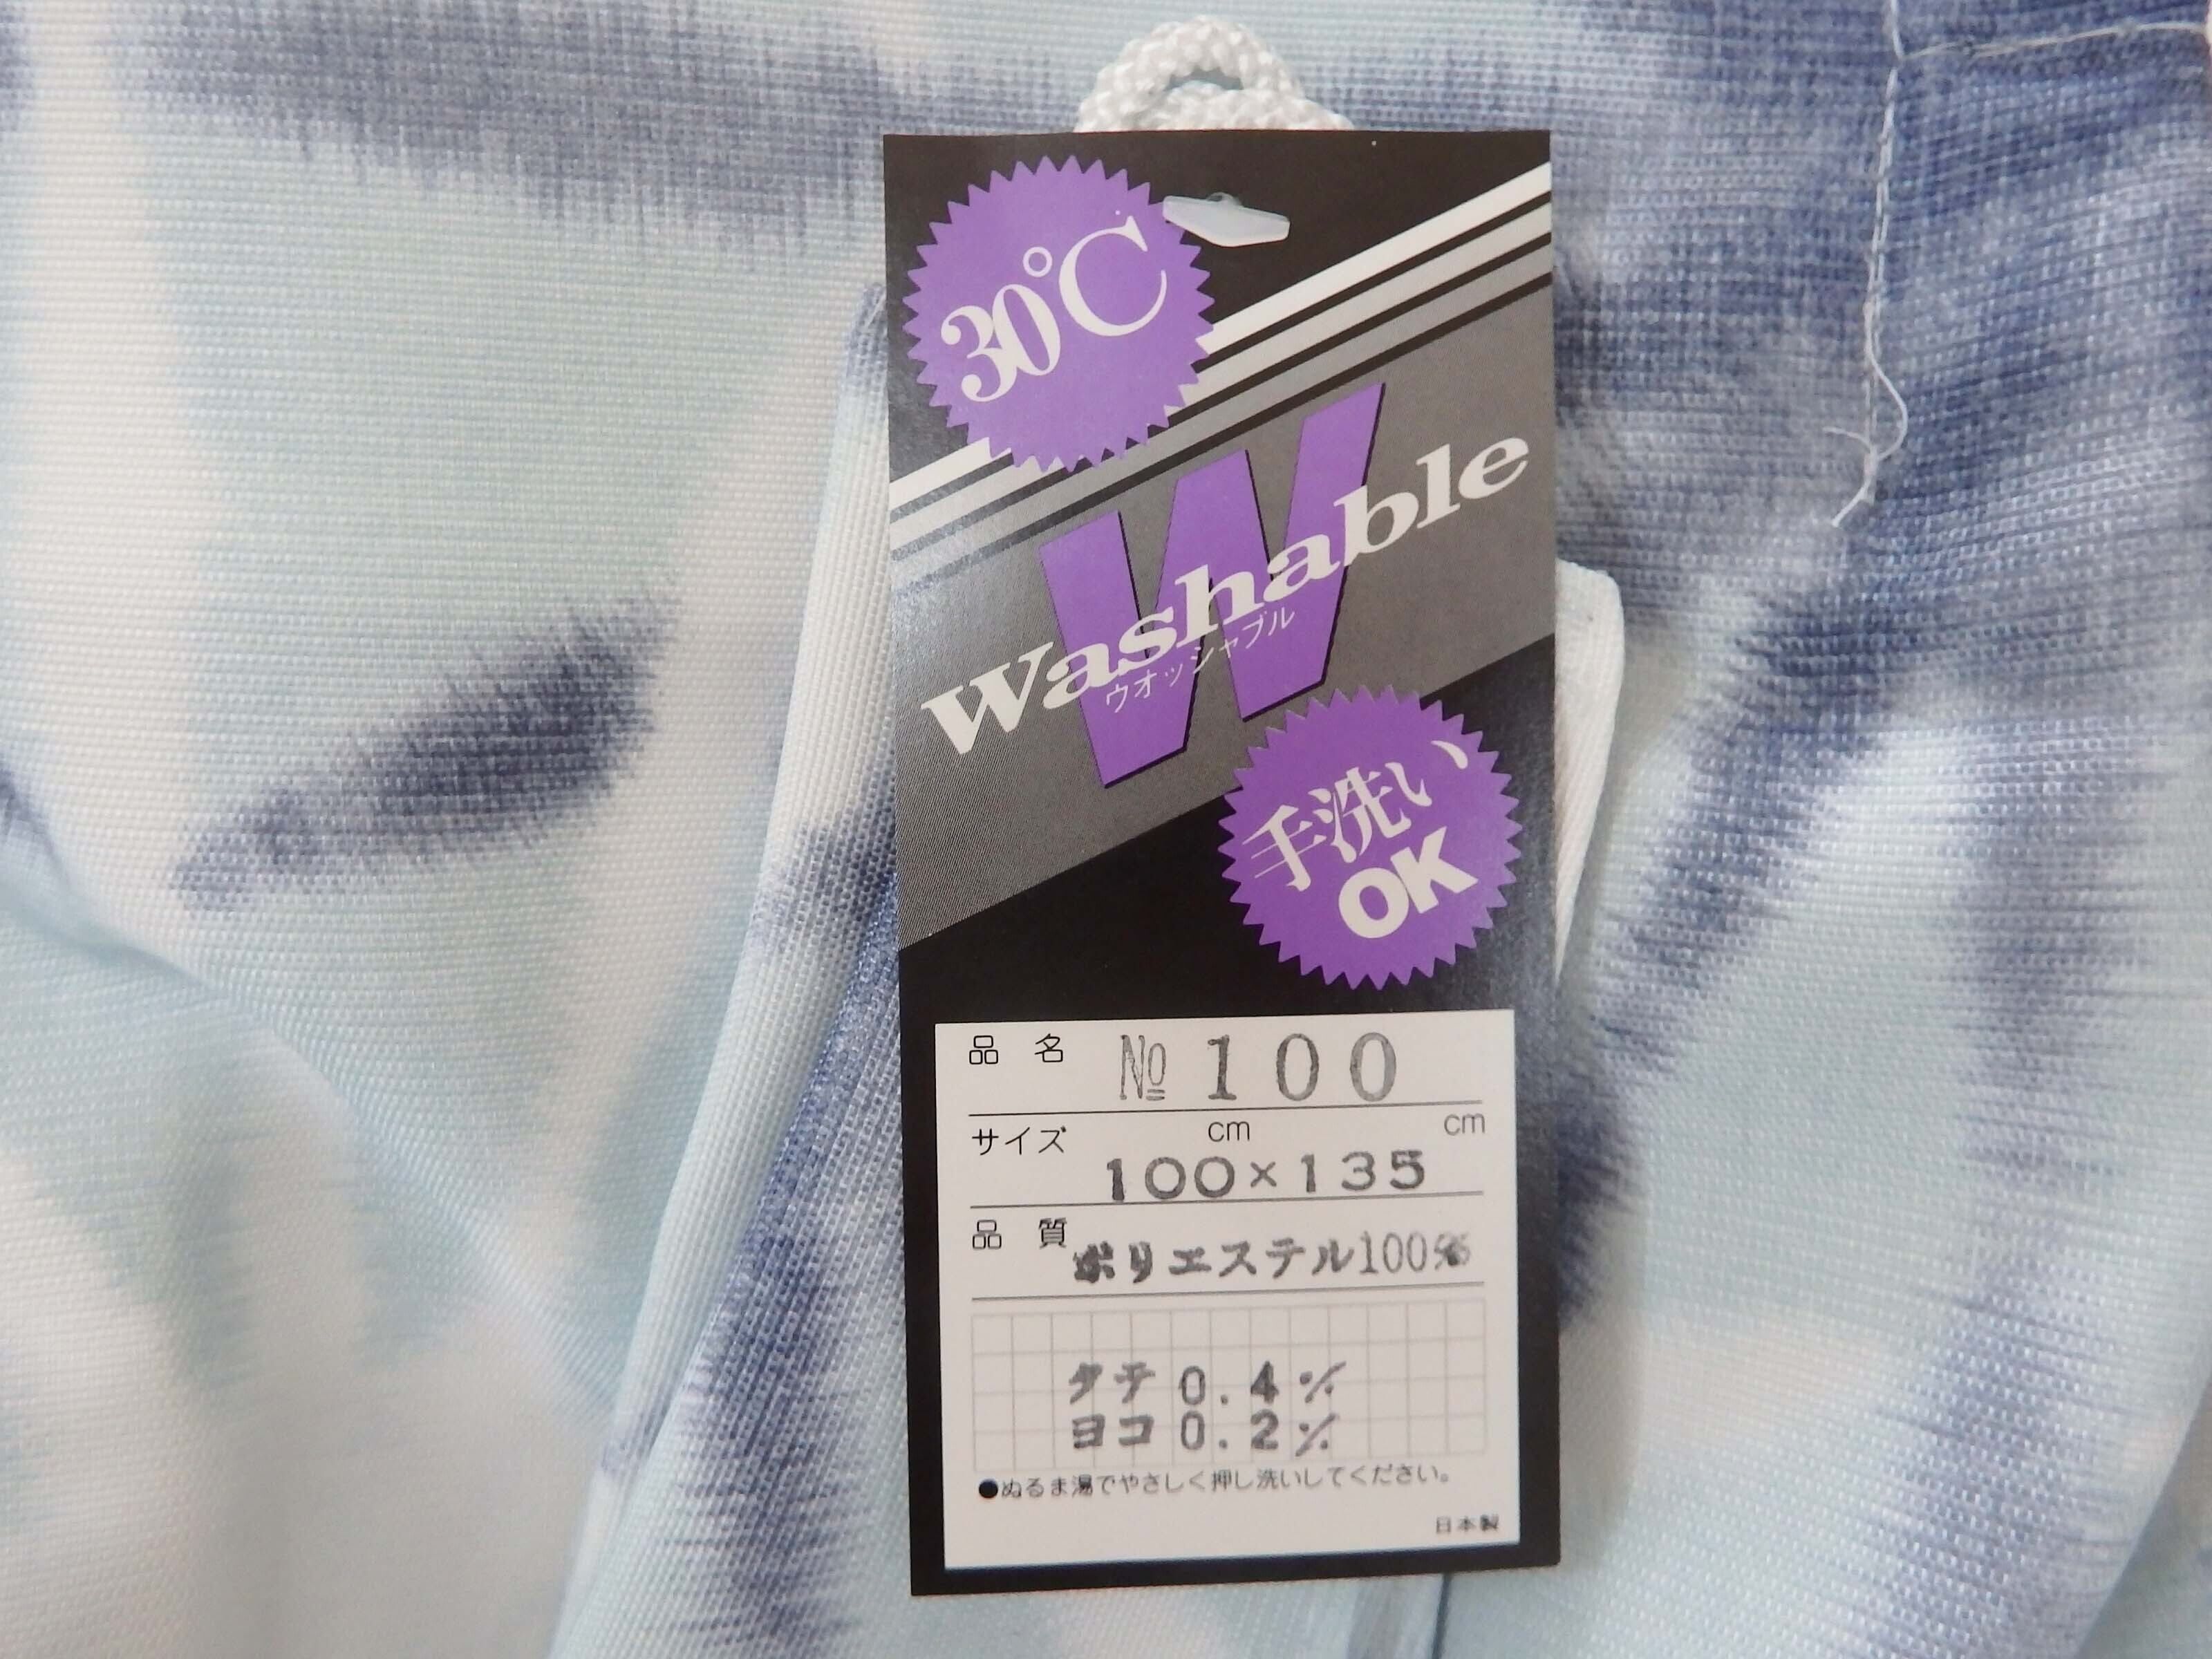 30℃
Washable
ウオッシャブル
手洗い
OK
品 名 № 100
サイズ cm cm
100×135
品 質 ポリエステル100%
タテ 0.4%
ヨコ 0.2%
●ぬるま湯でやさしく押し洗いしてください。
日本製